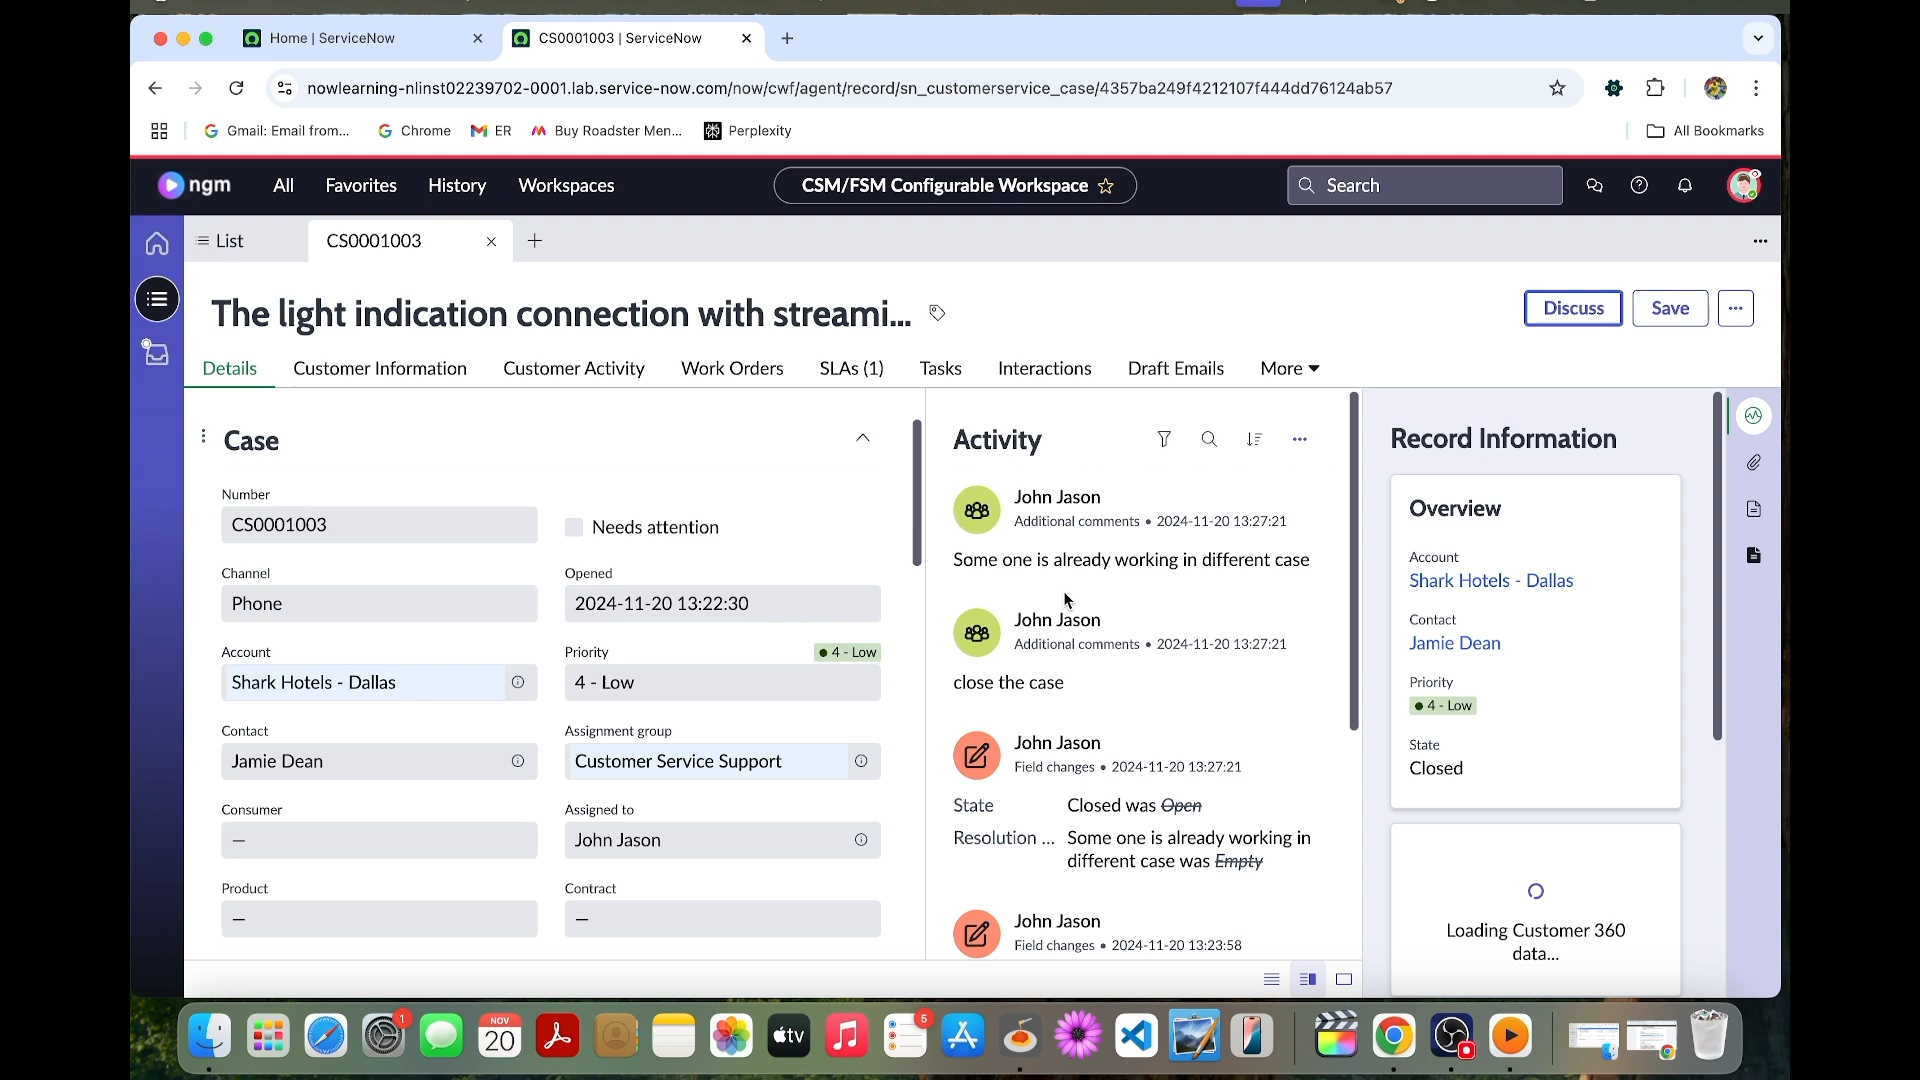 Home | ServiceNow
CS0001003 | ServiceNow
nowlearning-nlinst02239702-0001.lab.service-now.com/now/cwf/agent/record/sn_customerservice_case/4357ba249f4212107f444dd76124ab57
Gmail: Email from...
Chrome
ER
Buy Roadster Men...
Perplexity
All Bookmarks
ngm
All
Favorites
History
Workspaces
CSM/FSM Configurable Workspace
Search
List
CS0001003
The light indication connection with streami...
Discuss
Save
Details
Customer Information
Customer Activity
Work Orders
SLAs (1)
Tasks
Interactions
Draft Emails
More
Case
Number
CS0001003
Needs attention
Channel
Phone
Opened
2024-11-20 13:22:30
Account
Shark Hotels - Dallas
Priority
4 - Low
4 - Low
Contact
Jamie Dean
Assignment group
Customer Service Support
Consumer
—
Assigned to
John Jason
Product
—
Contract
—
Activity
John Jason
Additional comments • 2024-11-20 13:27:21
Some one is already working in different case
John Jason
Additional comments • 2024-11-20 13:27:21
close the case
John Jason
Field changes • 2024-11-20 13:27:21
State
Closed was Open
Resolution ...
Some one is already working in
different case was Empty
John Jason
Field changes • 2024-11-20 13:23:58
Record Information
Overview
Account
Shark Hotels - Dallas
Contact
Jamie Dean
Priority
4 - Low
State
Closed
Loading Customer 360
data...
1
NOV
20
tv
5